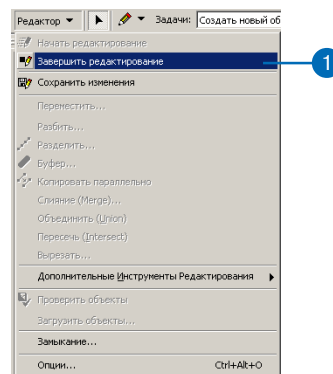 Редактор Задачи: Создать новый об
Начать редактирование
Завершить редактирование 1
Сохранить изменения
Переместить...
Разбить...
Разделить...
Буфер...
Копировать параллельно
Слияние (Merge)...
Объединить (Union)
Пересечь (Intersect)
Вырезать...
Дополнительные Инструменты Редактирования
Проверить объекты
Загрузить объекты...
Замыкание...
Опции... Ctrl+Alt+O